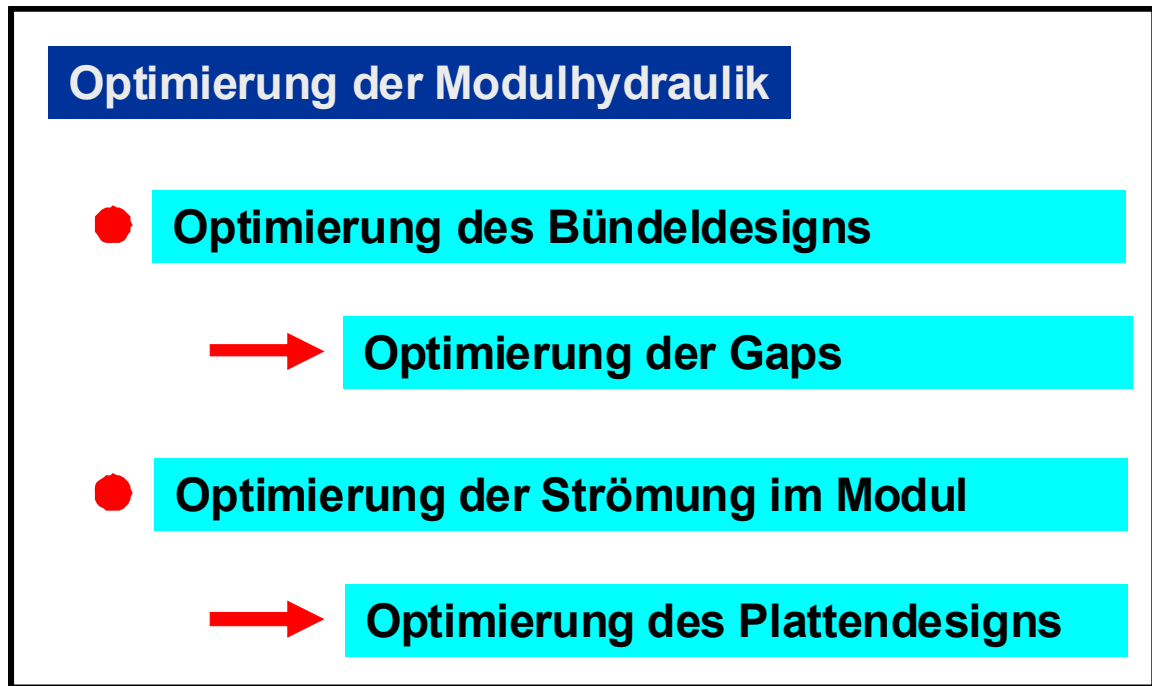 Optimierung der Modulhydraulik
Optimierung des Bündeldesigns
Optimierung der Gaps
Optimierung der Strömung im Modul
Optimierung des Plattendesigns